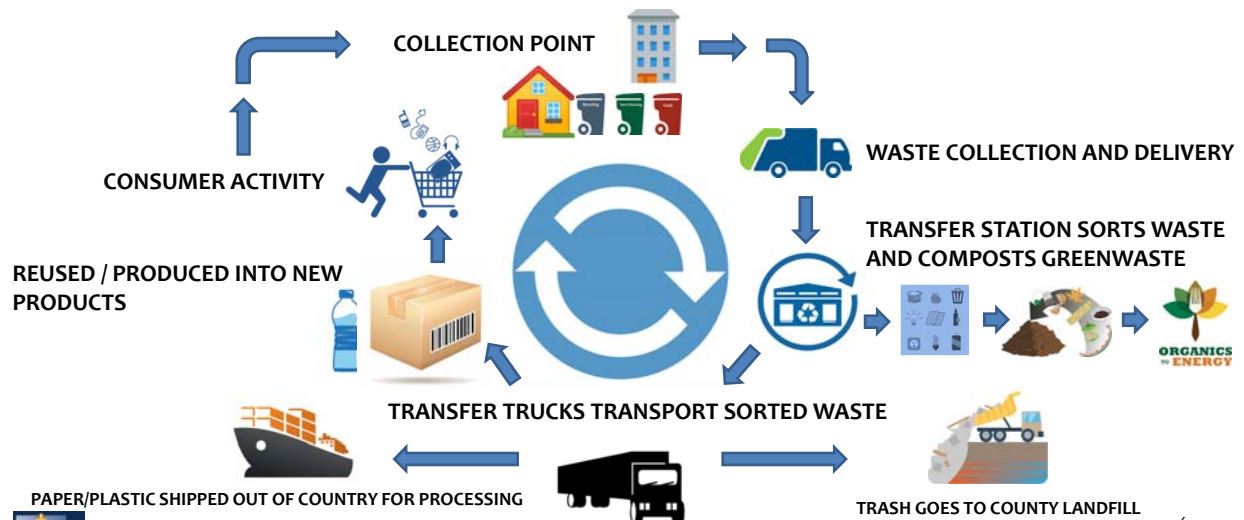 COLLECTION POINT
WASTE COLLECTION AND DELIVERY
CONSUMER ACTIVITY
TRANSFER STATION SORTS WASTE
AND COMPOSTS GREENWASTE
REUSED / PRODUCED INTO NEW
PRODUCTS
ORGANICS
TO ENERGY
TRANSFER TRUCKS TRANSPORT SORTED WASTE
PAPER/PLASTIC SHIPPED OUT OF COUNTRY FOR PROCESSING
TRASH GOES TO COUNTY LANDFILL